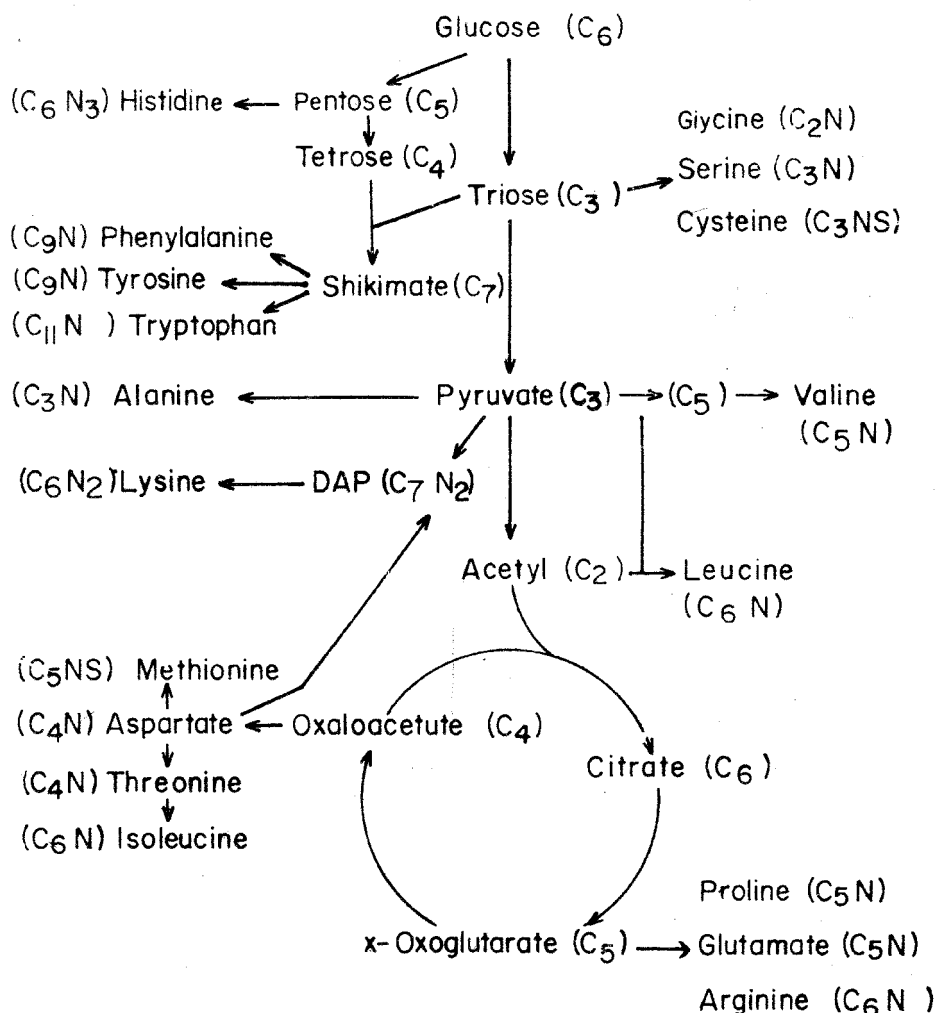 Glucose (C6)
(C6 N3) Histidine
Pentose (C5)
Glycine (C2N)
Tetrose (C4)
Serine (C3N)
Triose (C3 )
Cysteine (C3NS)
(C9N) Phenylalanine
(C9N) Tyrosine
Shikimate (C7)
(C11 N ) Tryptophan
(C3N) Alanine
Pyruvate (C3)
(C5 )
Valine
(C5 N)
(C6N2) Lysine
DAP (C7 N2)
Acetyl (C2 )
Leucine
(C6 N)
(C5NS) Methionine
(C4N) Aspartate
Oxaloacetute (C4)
Citrate (C6 )
(C4N) Threonine
(C6 N) Isoleucine
Proline (C5N)
x-Oxoglutarate (C5)
Glutamate (C5N)
Arginine (C6N )